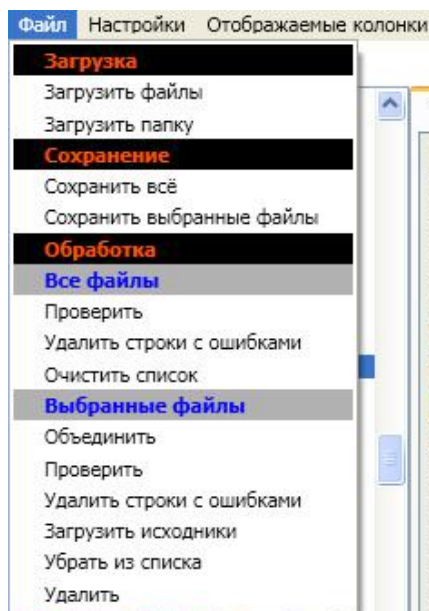 Файл Настройки Отображаемые колонки
Загрузка
Загрузить файлы
Загрузить папку
Сохранение
Сохранить всё
Сохранить выбранные файлы
Обработка
Все файлы
Проверить
Удалить строки с ошибками
Очистить список
Выбранные файлы
Объединить
Проверить
Удалить строки с ошибками
Загрузить исходники
Убрать из списка
Удалить